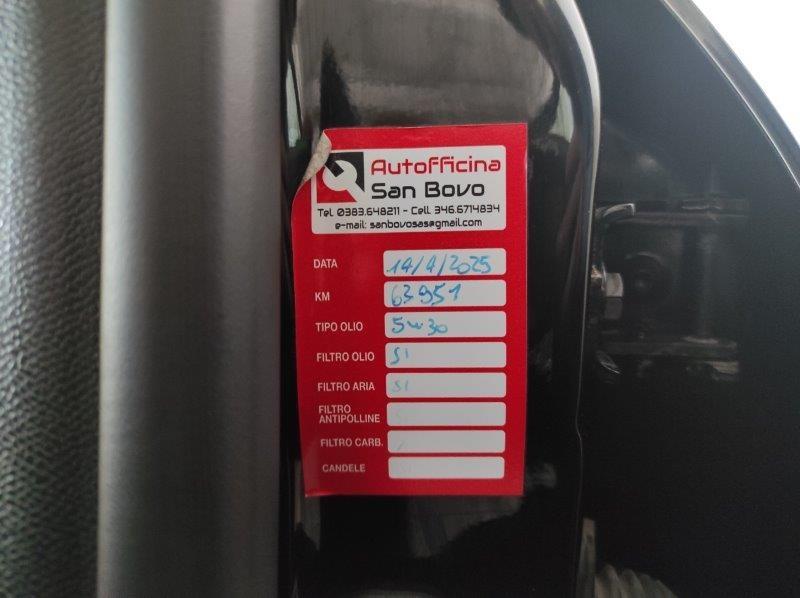 Autofficina
San Bovo
Tel. 0383.648211 - Cell. 346.6714834
e-mail: sanbovosas@gmail.com
DATA 14/4/2025
KM 63951
TIPO OLIO 5w30
FILTRO OLIO SI
FILTRO ARIA SI
FILTRO
ANTIPOLLINE
FILTRO CARB.
CANDELE